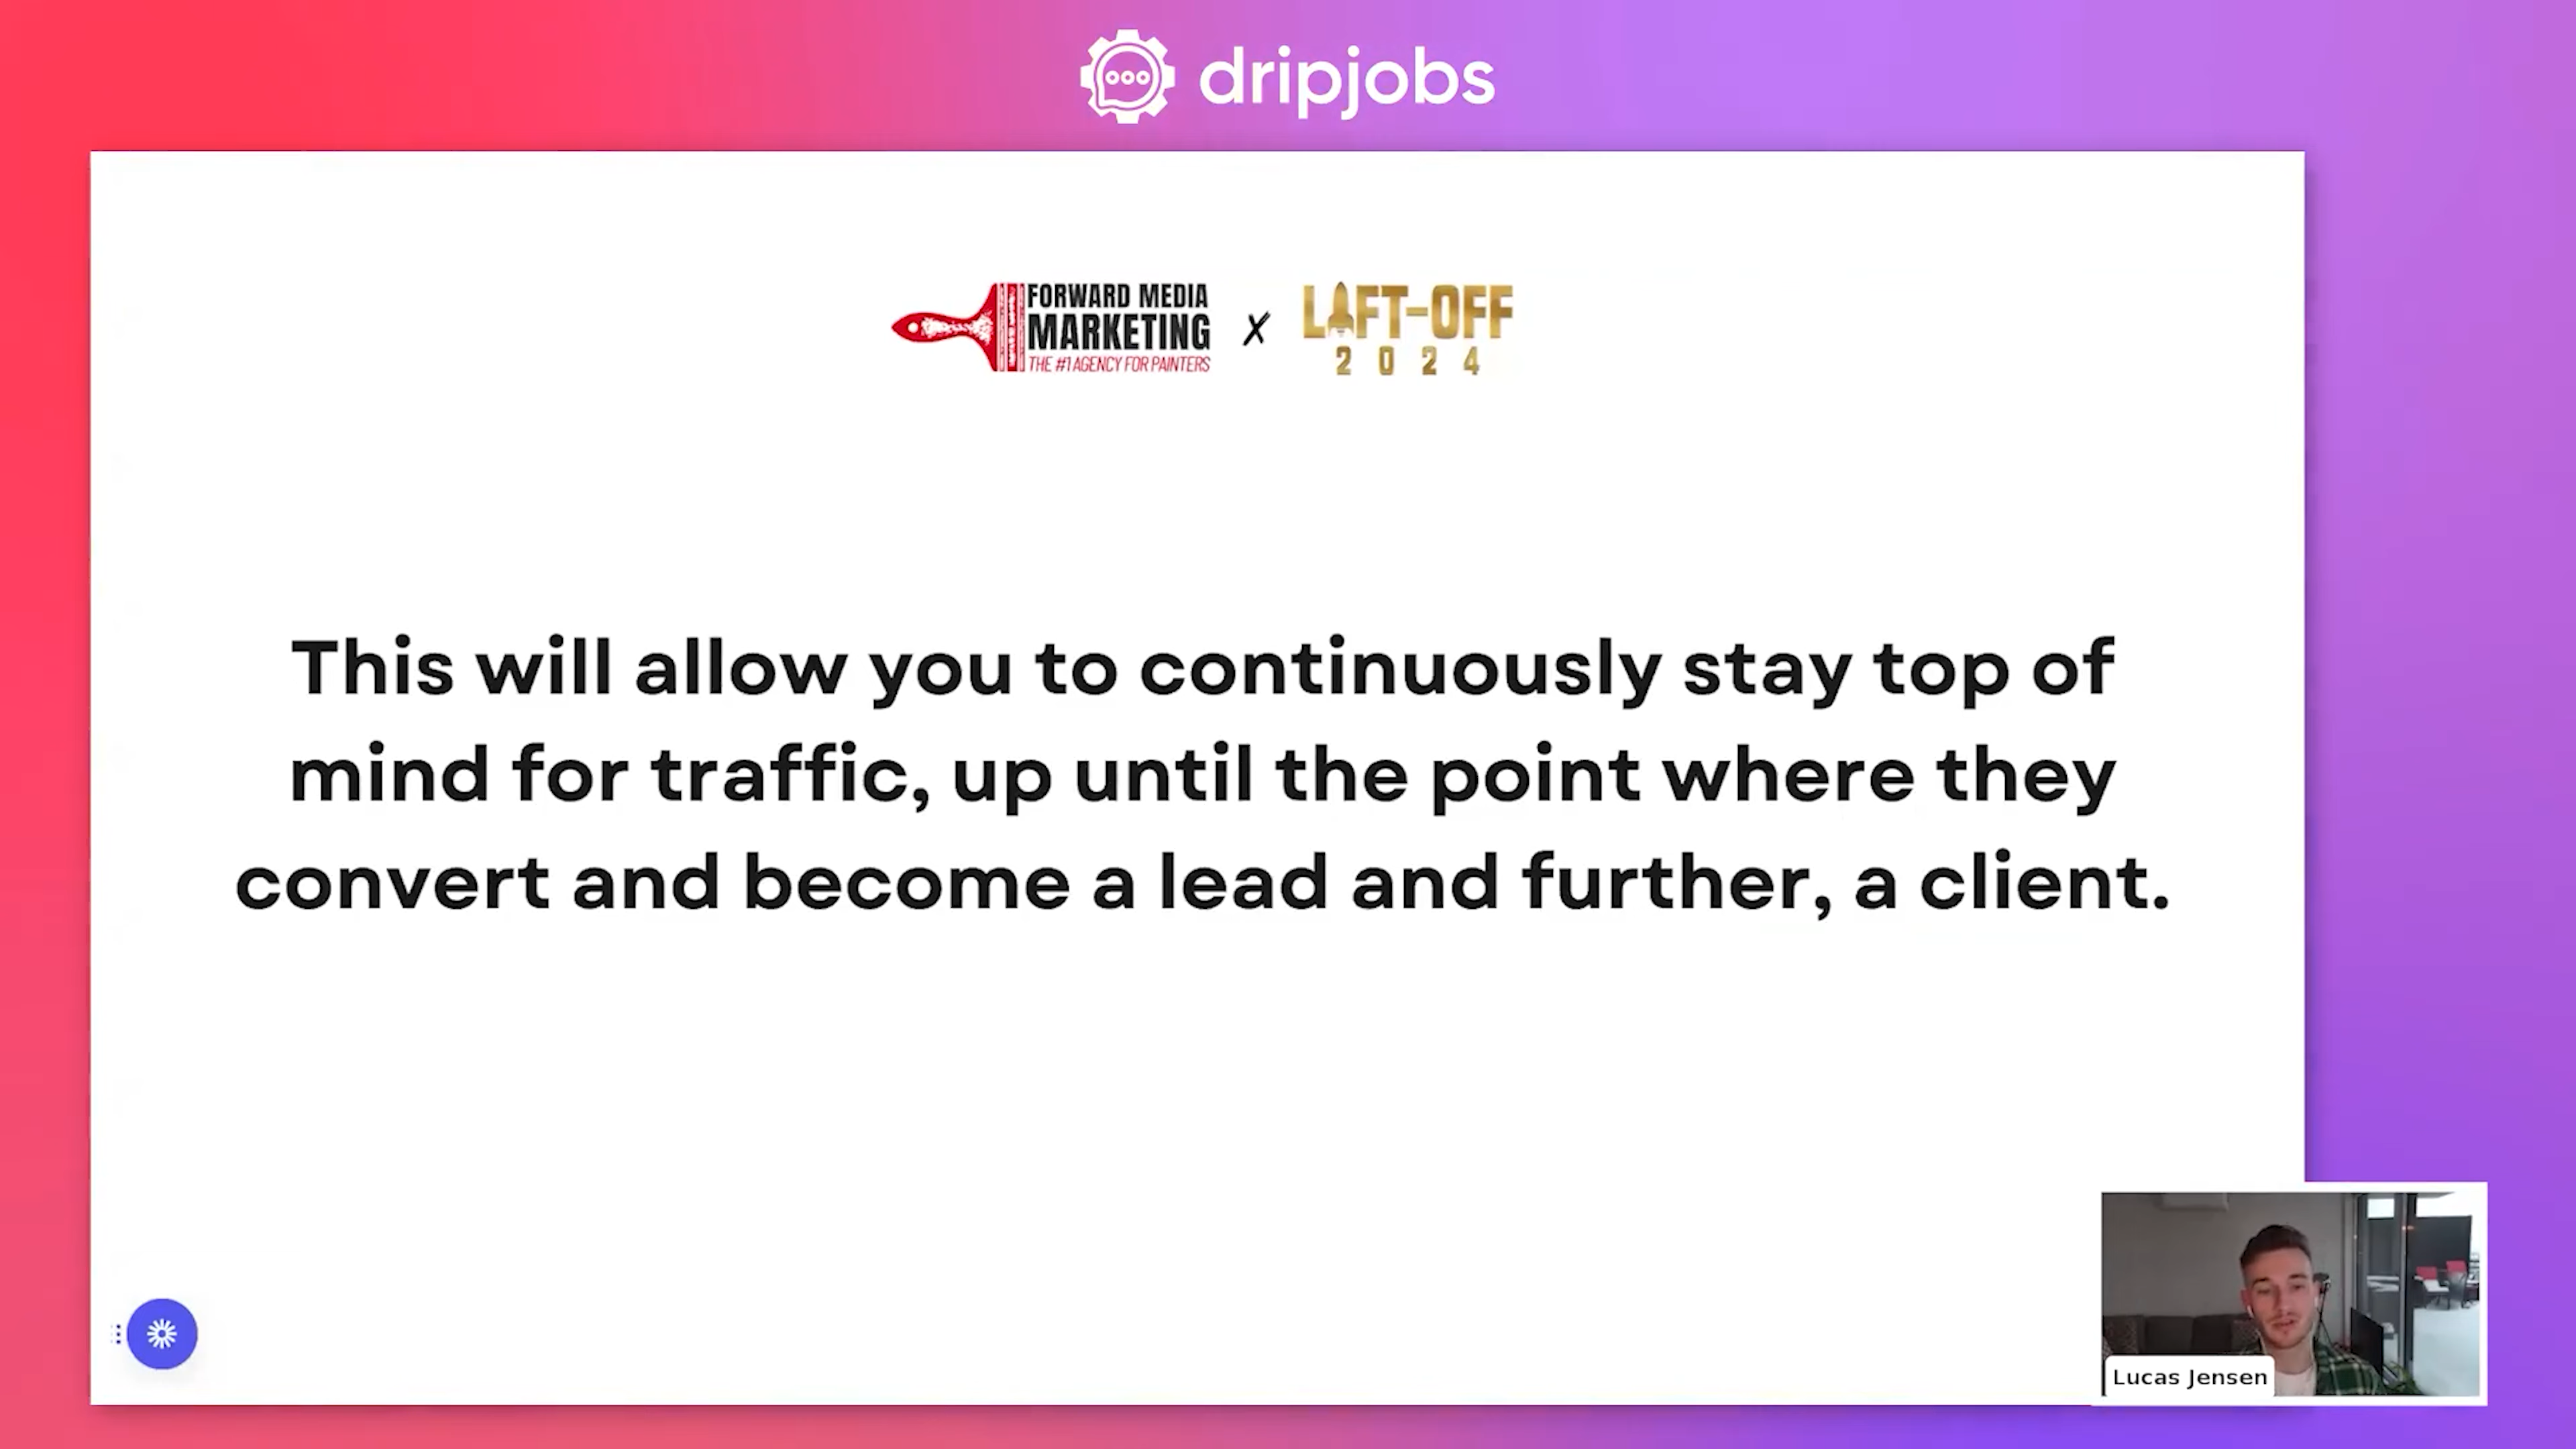 dripjobs
FORWARD MEDIA
MARKETING
THE #1 AGENCY FOR PAINTERS
X
LIFT-OFF
2024
This will allow you to continuously stay top of
mind for traffic, up until the point where they
convert and become a lead and further, a client.
Lucas Jensen